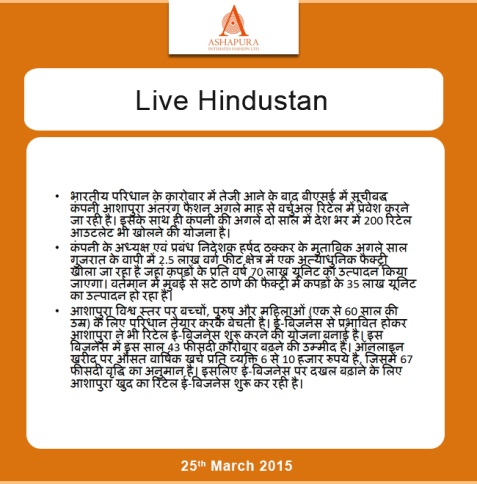 ASHAPURA
INTIMATES FASHION LTD
Live Hindustan
• भारतीय परिधान के कारोबार में तेजी आने के बाद बीएसई में सूचीबद्ध
कंपनी आशापुरा अंतरंग फैशन अगले माह से वर्चुअल रिटेल में प्रवेश करने
जा रही है। इसके साथ ही कंपनी की अगले दो साल में देश भर में 200 रिटेल
आउटलेट भी खोलने की योजना है।
• कंपनी के अध्यक्ष एवं प्रबंध निदेशक हर्षद ठक्कर के मुताबिक अगले साल
गुजरात के वापी में 2.5 लाख वर्ग फीट क्षेत्र में एक अत्याधुनिक फैक्ट्री
खोला जा रहा है जहां कपड़ों के प्रति वर्ष 70 लाख यूनिट का उत्पादन किया
जाएगा। वर्तमान में मुंबई से सटे ठाणे की फैक्ट्री में कपड़ों के 35 लाख यूनिट
का उत्पादन हो रहा है।
• आशापुरा विश्व स्तर पर बच्चों, पुरुष और महिलाओं (एक से 60 साल की
उम्र) के लिए परिधान तैयार करके बेचती है। ई-बिजनेस से प्रभावित होकर
आशापुरा ने भी रिटेल ई-बिजनेस शुरू करने की योजना बनाई है। इस
बिजनेस में इस साल 43 फीसदी कारोबार बढ़ने की उम्मीद है। ऑनलाइन
खरीद पर औसत वार्षिक खर्च प्रति व्यक्ति 6 से 10 हजार रुपये है, जिसमें 67
फीसदी वृद्धि का अनुमान है। इसलिए ई-बिजनेस पर दखल बढ़ाने के लिए
आशापुरा खुद का रिटेल ई-बिजनेस शुरू कर रही है।
25th March 2015